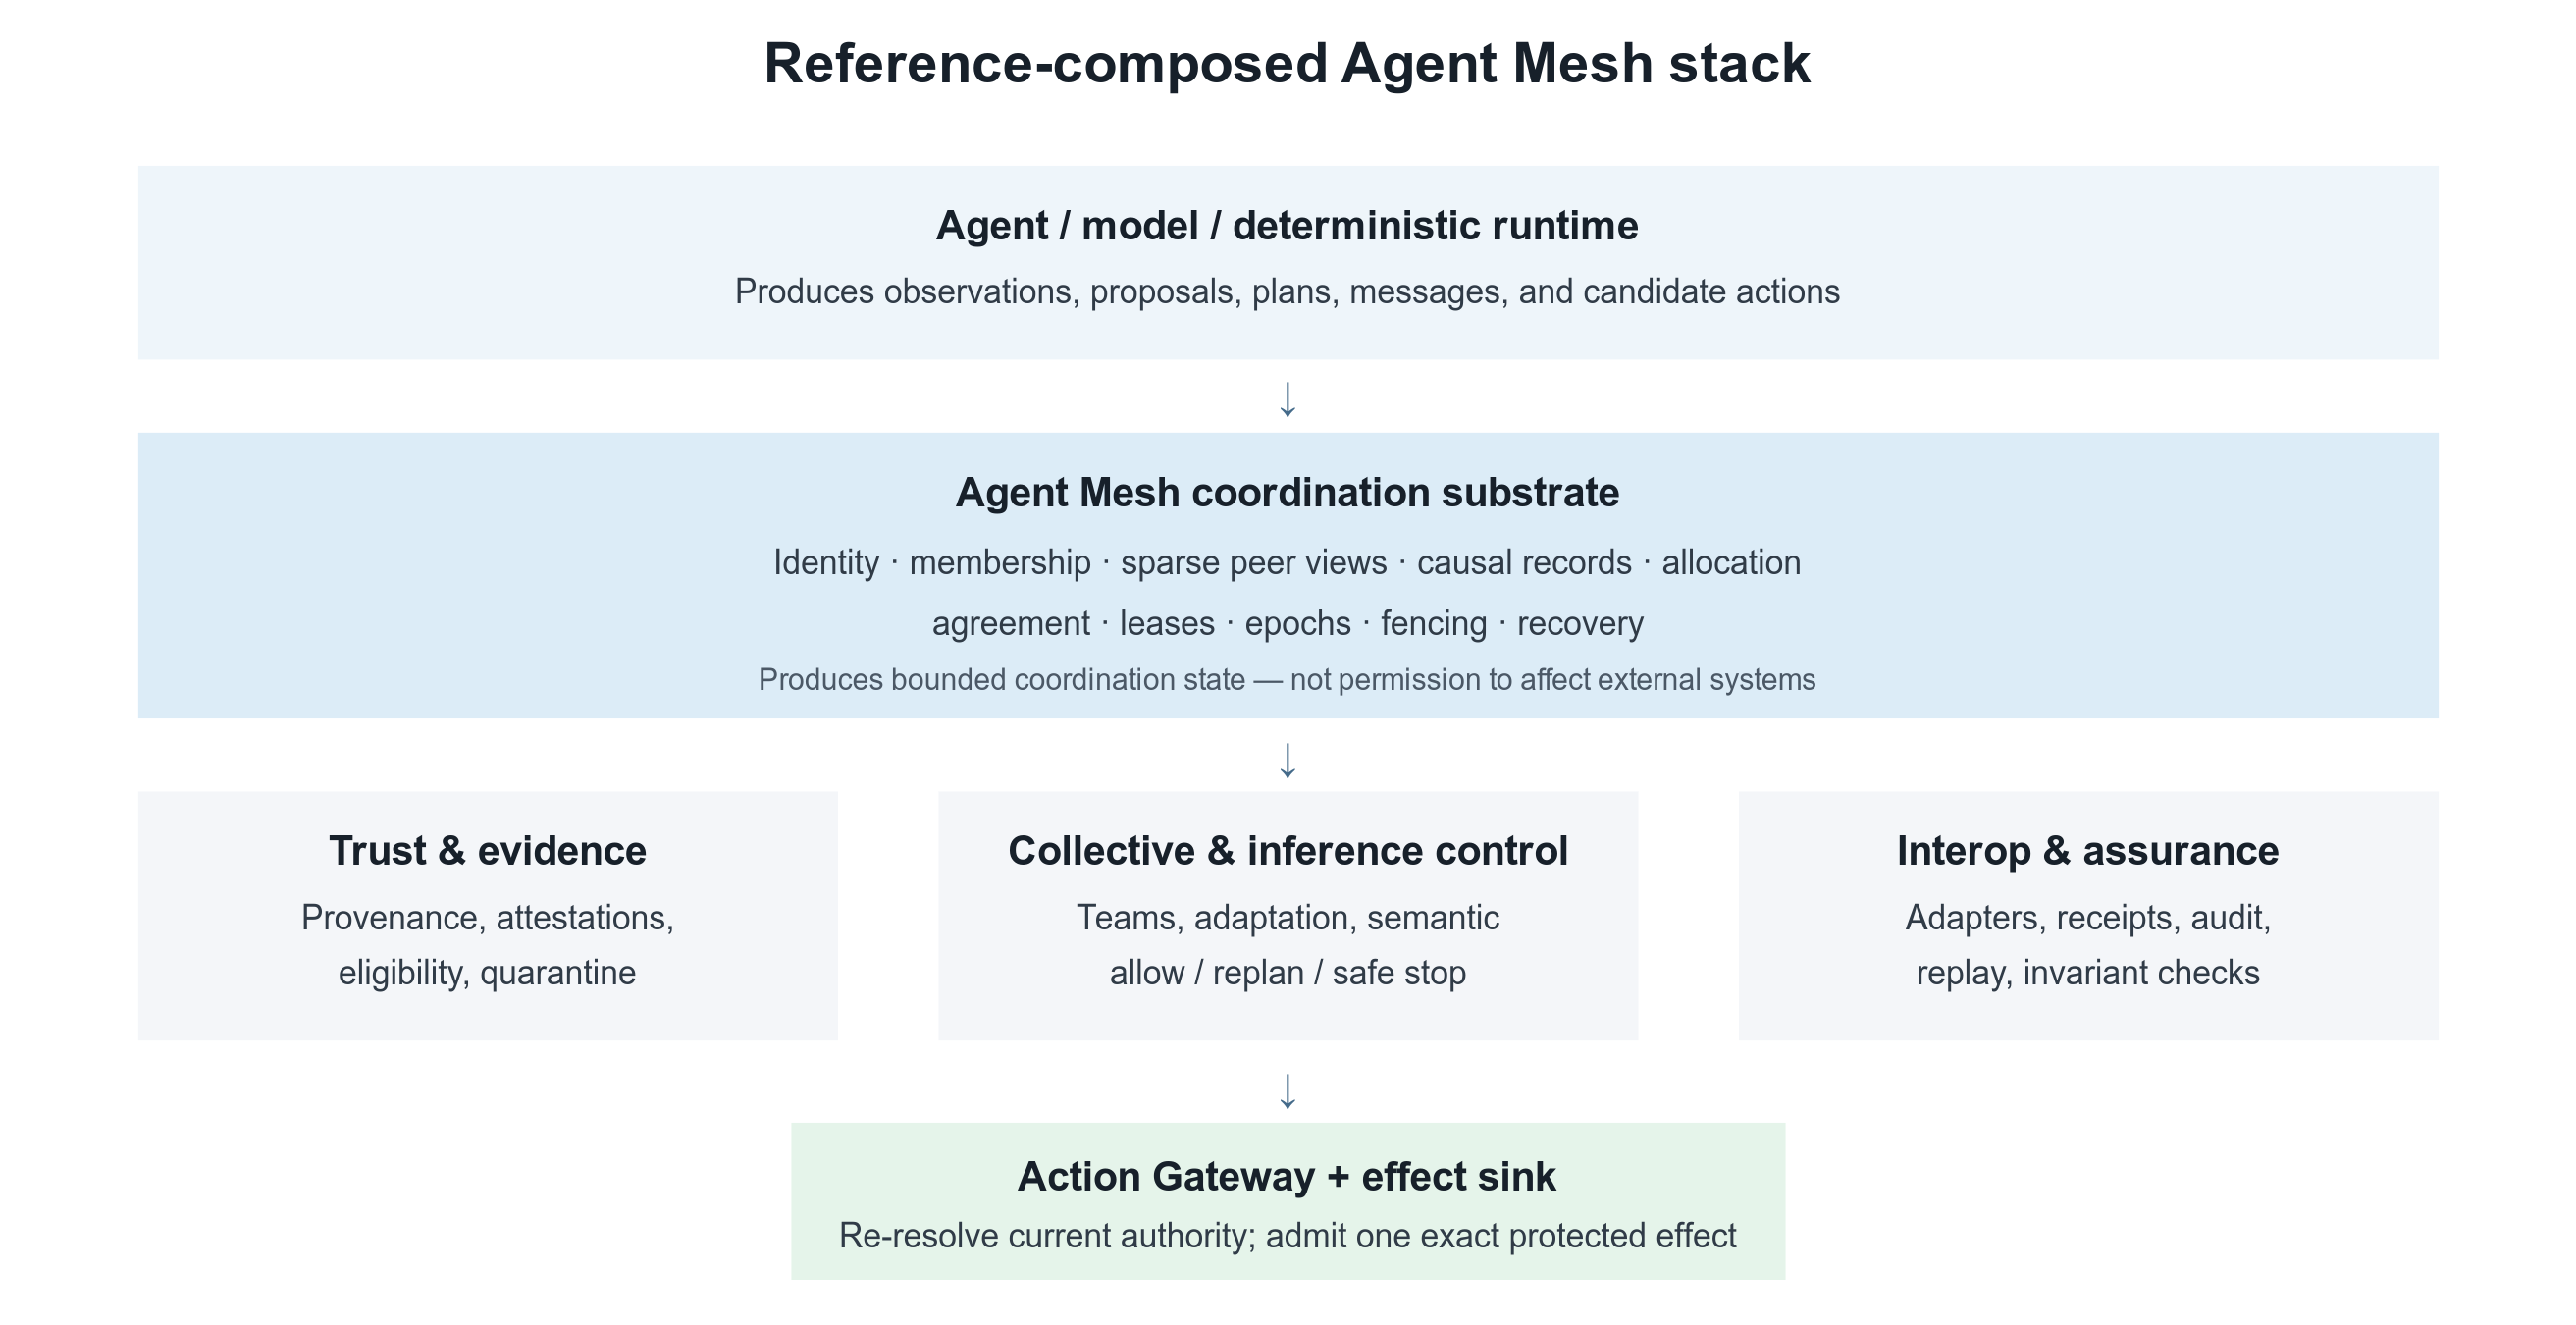 Reference-composed Agent Mesh stack
Agent / model / deterministic runtime
Produces observations, proposals, plans, messages, and candidate actions
↓
Agent Mesh coordination substrate
Identity · membership · sparse peer views · causal records · allocation
agreement · leases · epochs · fencing · recovery
Produces bounded coordination state — not permission to affect external systems
↓
Trust & evidence
Provenance, attestations,
eligibility, quarantine
Collective & inference control
Teams, adaptation, semantic
allow / replan / safe stop
Interop & assurance
Adapters, receipts, audit,
replay, invariant checks
↓
Action Gateway + effect sink
Re-resolve current authority; admit one exact protected effect